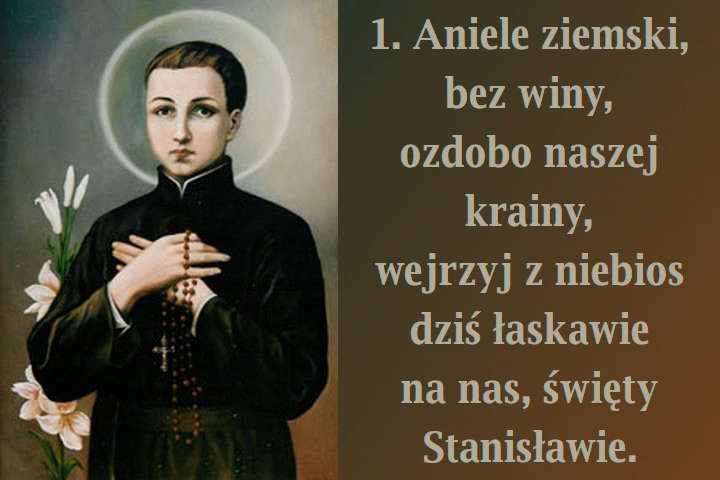 1. Aniele ziemski,
bez winy,
ozdobo naszej
krainy,
wejrzyj z niebios
dziś łaskawie
na nas, święty
Stanisławie.